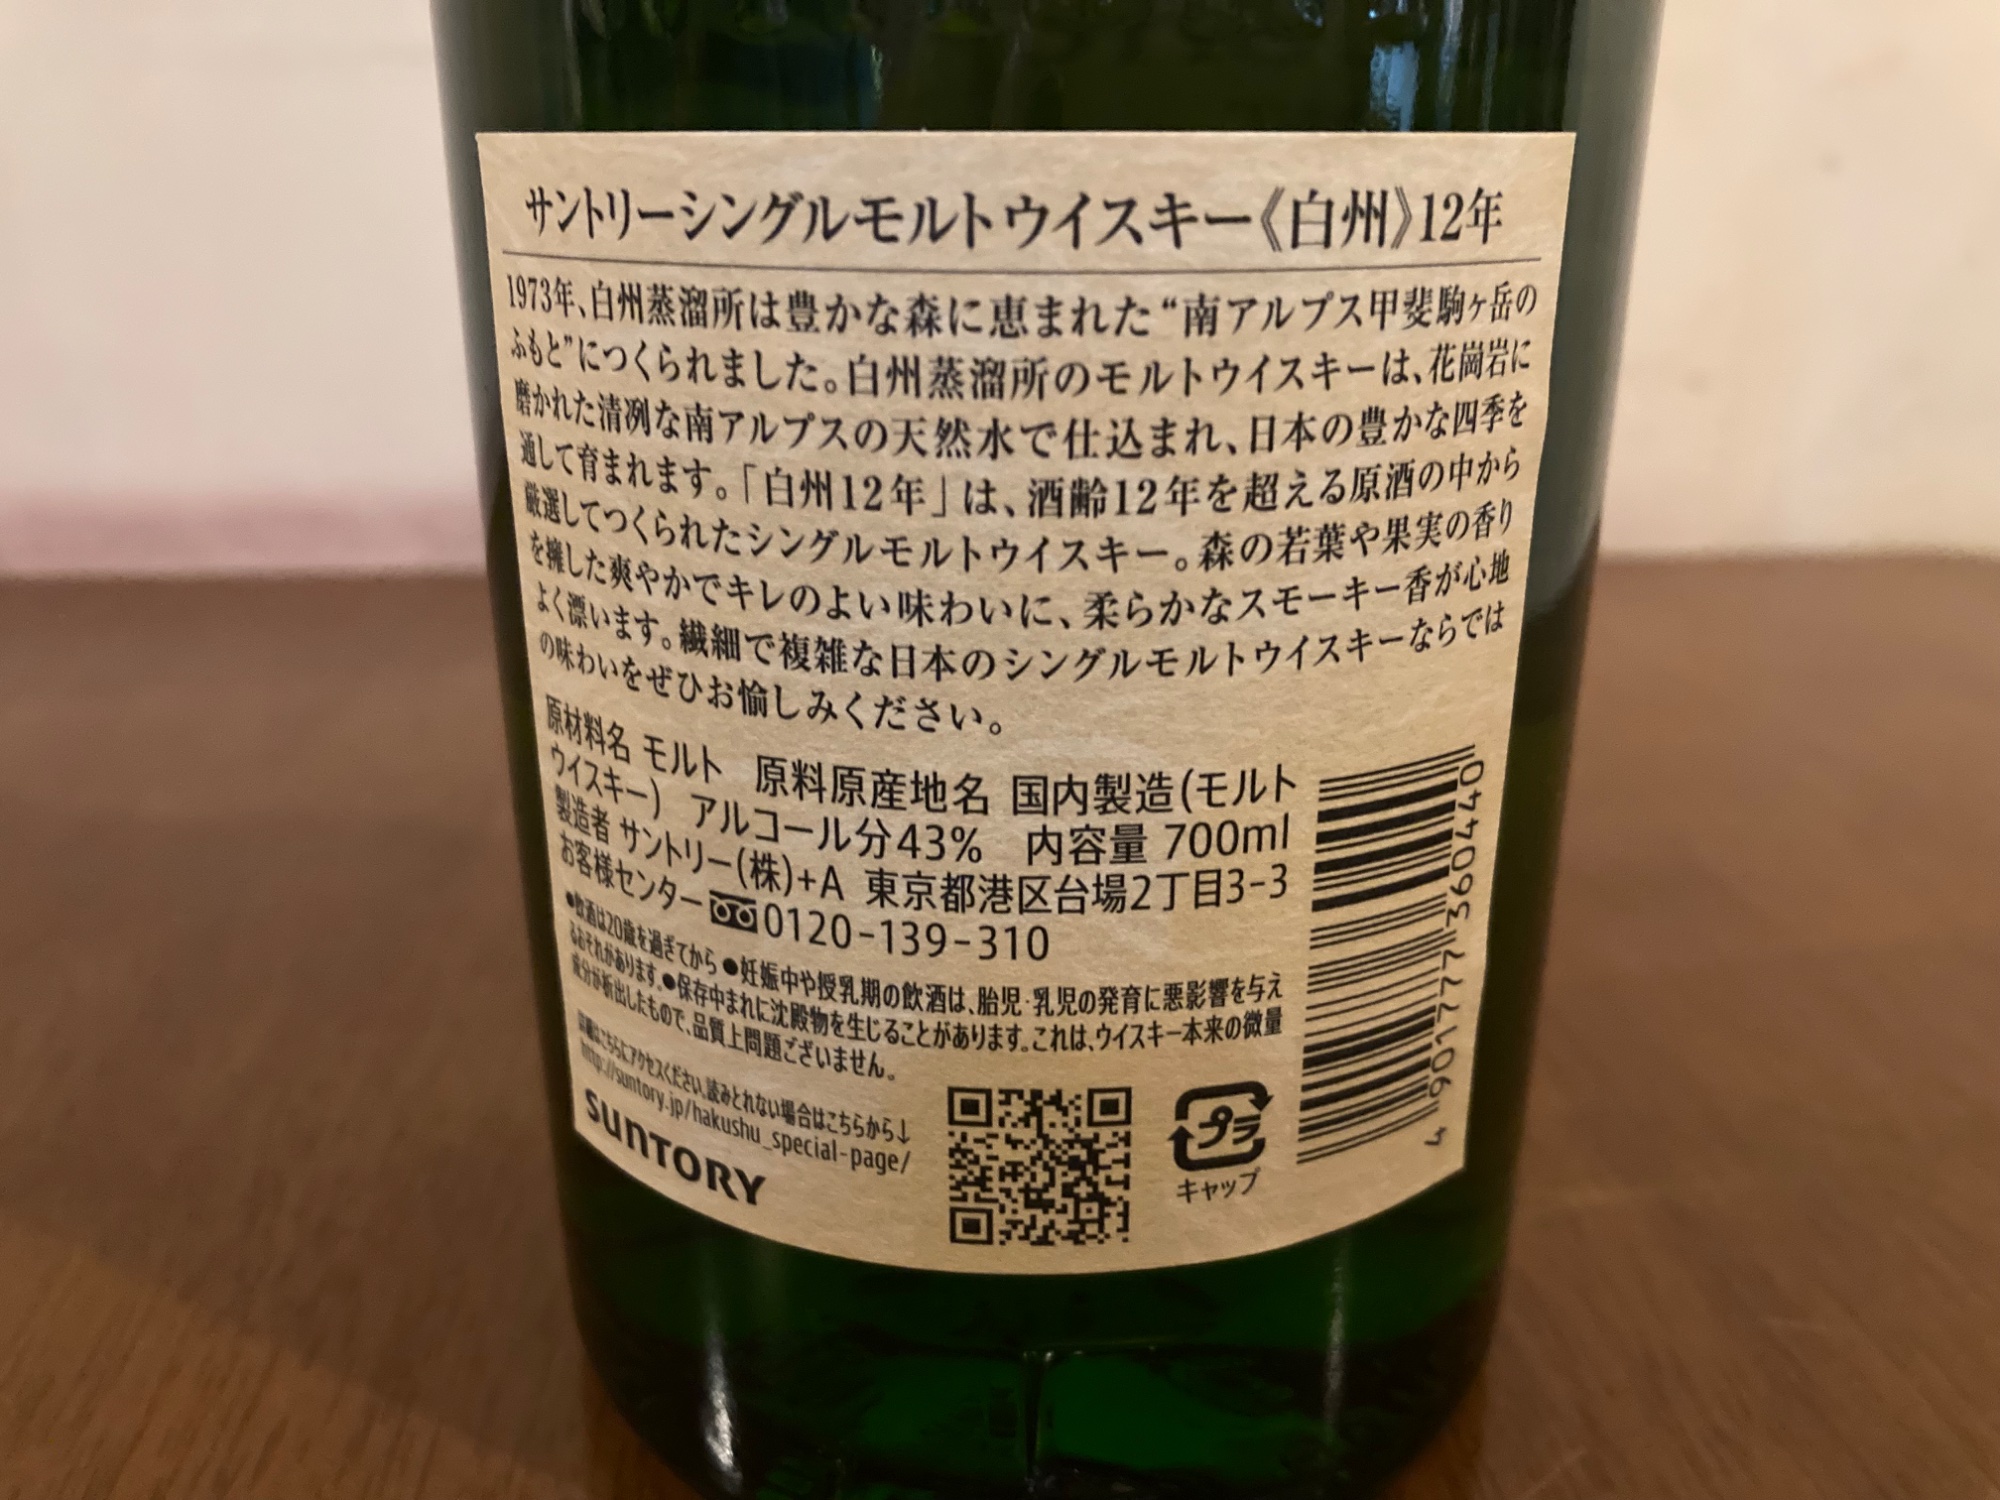 サントリーシングルモルトウイスキー《白州》12年
1973年、白州蒸溜所は豊かな森に恵まれた“南アルプス甲斐駒ヶ岳の
ふもと”につくられました。白州蒸溜所のモルトウイスキーは、花崗岩に
磨かれた清冽な南アルプスの天然水で仕込まれ、日本の豊かな四季を
通して育まれます。「白州12年」は、酒齢12年を超える原酒の中から
厳選してつくられたシングルモルトウイスキー。森の若葉や果実の香り
を擁した爽やかでキレのよい味わいに、柔らかなスモーキー香が心地
よく漂います。繊細で複雑な日本のシングルモルトウイスキーならでは
の味わいをぜひお愉しみください。
原材料名 モルト 原料原産地名 国内製造(モルト
ウイスキー) アルコール分43% 内容量 700ml
製造者 サントリー(株)+A 東京都港区台場2丁目3-3
お客様センター 0120-139-310
●飲酒は20歳を過ぎてから ●妊娠中や授乳期の飲酒は、胎児・乳児の発育に悪影響を与え
るおそれがあります。●保存中まれに沈殿物を生じることがあります。これは、ウイスキー本来の微量
成分が析出したもので、品質上問題ございません。
詳細はこちらにアクセスください。読みとれない場合はこちらから↓
http://suntory.jp/hakushu_special-page/
SUNTORY
プラ
キャップ
4 901777 360440